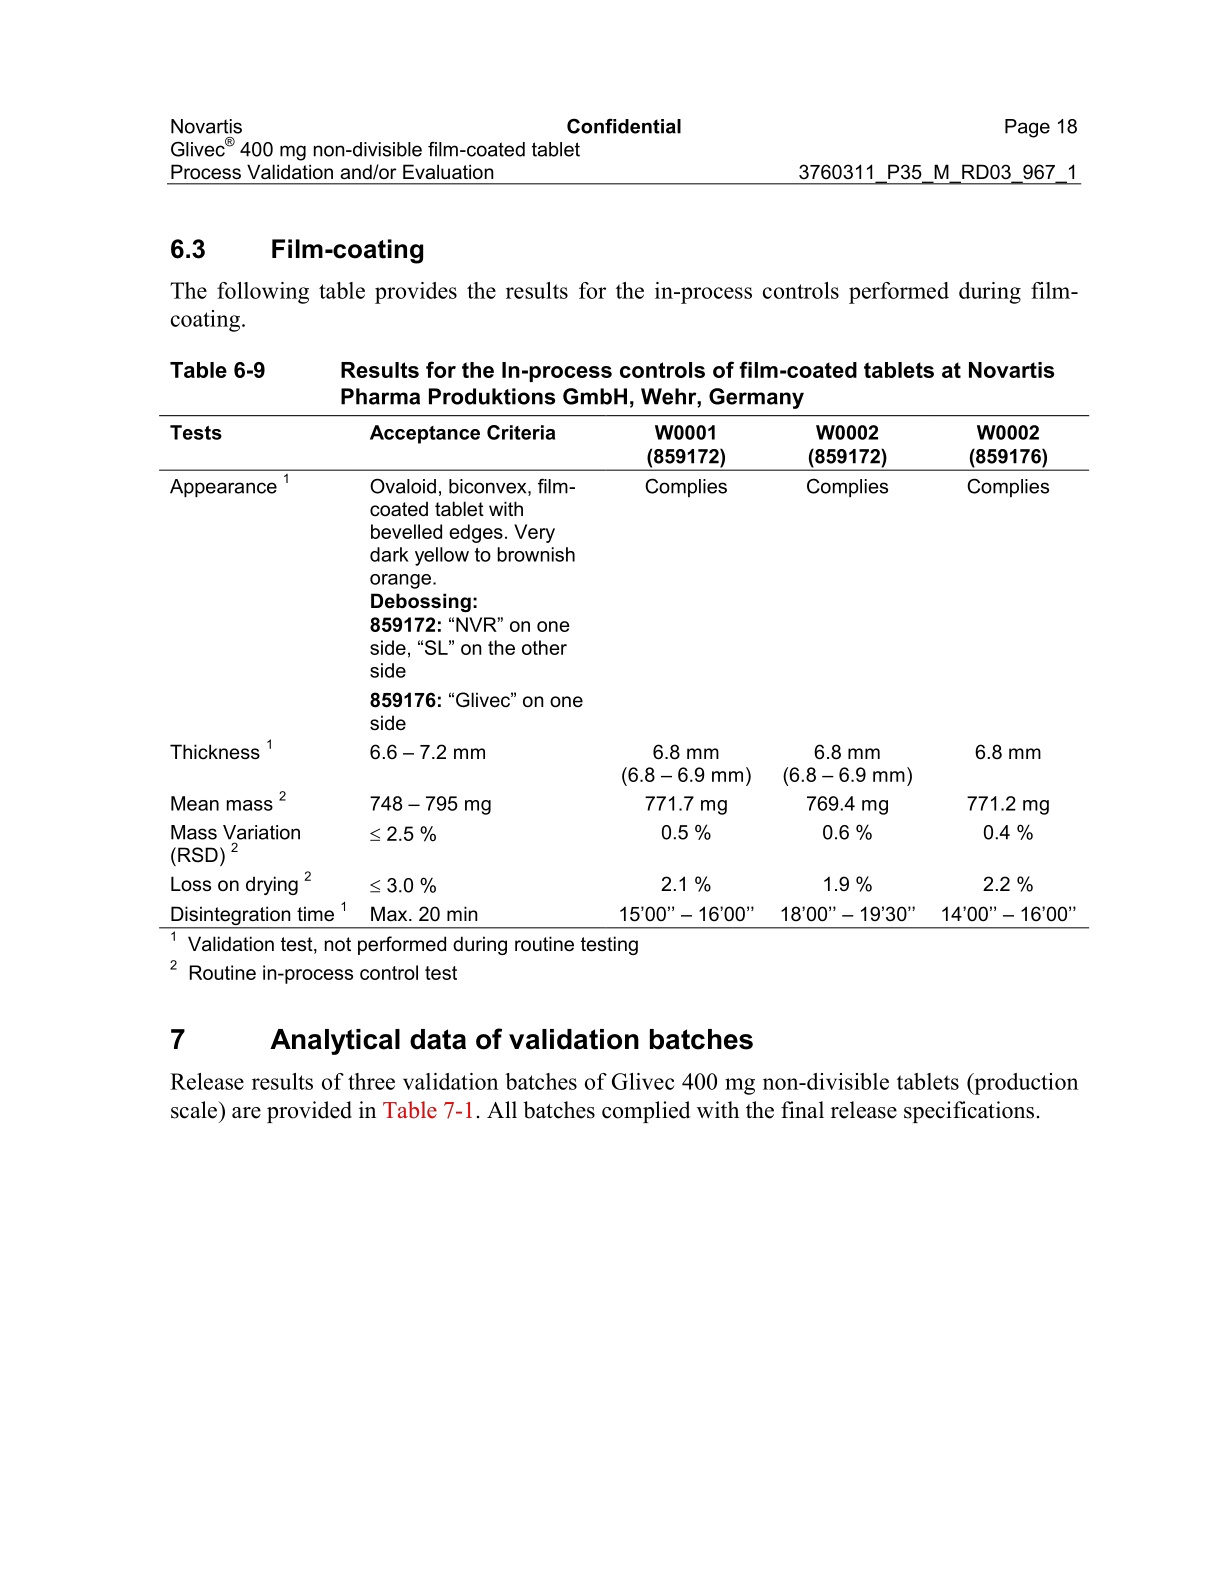 Novartis Confidential Page 18
Glivec® 400 mg non-divisible film-coated tablet
Process Validation and/or Evaluation 3760311_P35_M_RD03_967_1
6.3 Film-coating
The following table provides the results for the in-process controls performed during film-
coating.
Table 6-9 Results for the In-process controls of film-coated tablets at Novartis
Pharma Produktions GmbH, Wehr, Germany
Tests Acceptance Criteria W0001 W0002 W0002
(859172) (859172) (859176)
Appearance 1 Ovaloid, biconvex, film- Complies Complies Complies
coated tablet with
bevelled edges. Very
dark yellow to brownish
orange.
Debossing:
859172: “NVR” on one
side, “SL” on the other
side
859176: “Glivec” on one
side
Thickness 1 6.6 – 7.2 mm 6.8 mm 6.8 mm 6.8 mm
(6.8 – 6.9 mm) (6.8 – 6.9 mm)
Mean mass 2 748 – 795 mg 771.7 mg 769.4 mg 771.2 mg
Mass Variation ≤ 2.5 % 0.5 % 0.6 % 0.4 %
(RSD) 2
Loss on drying 2 ≤ 3.0 % 2.1 % 1.9 % 2.2 %
Disintegration time 1 Max. 20 min 15’00’’ – 16’00’’ 18’00’’ – 19’30’’ 14’00’’ – 16’00’’
1 Validation test, not performed during routine testing
2 Routine in-process control test
7 Analytical data of validation batches
Release results of three validation batches of Glivec 400 mg non-divisible tablets (production
scale) are provided in Table 7-1. All batches complied with the final release specifications.